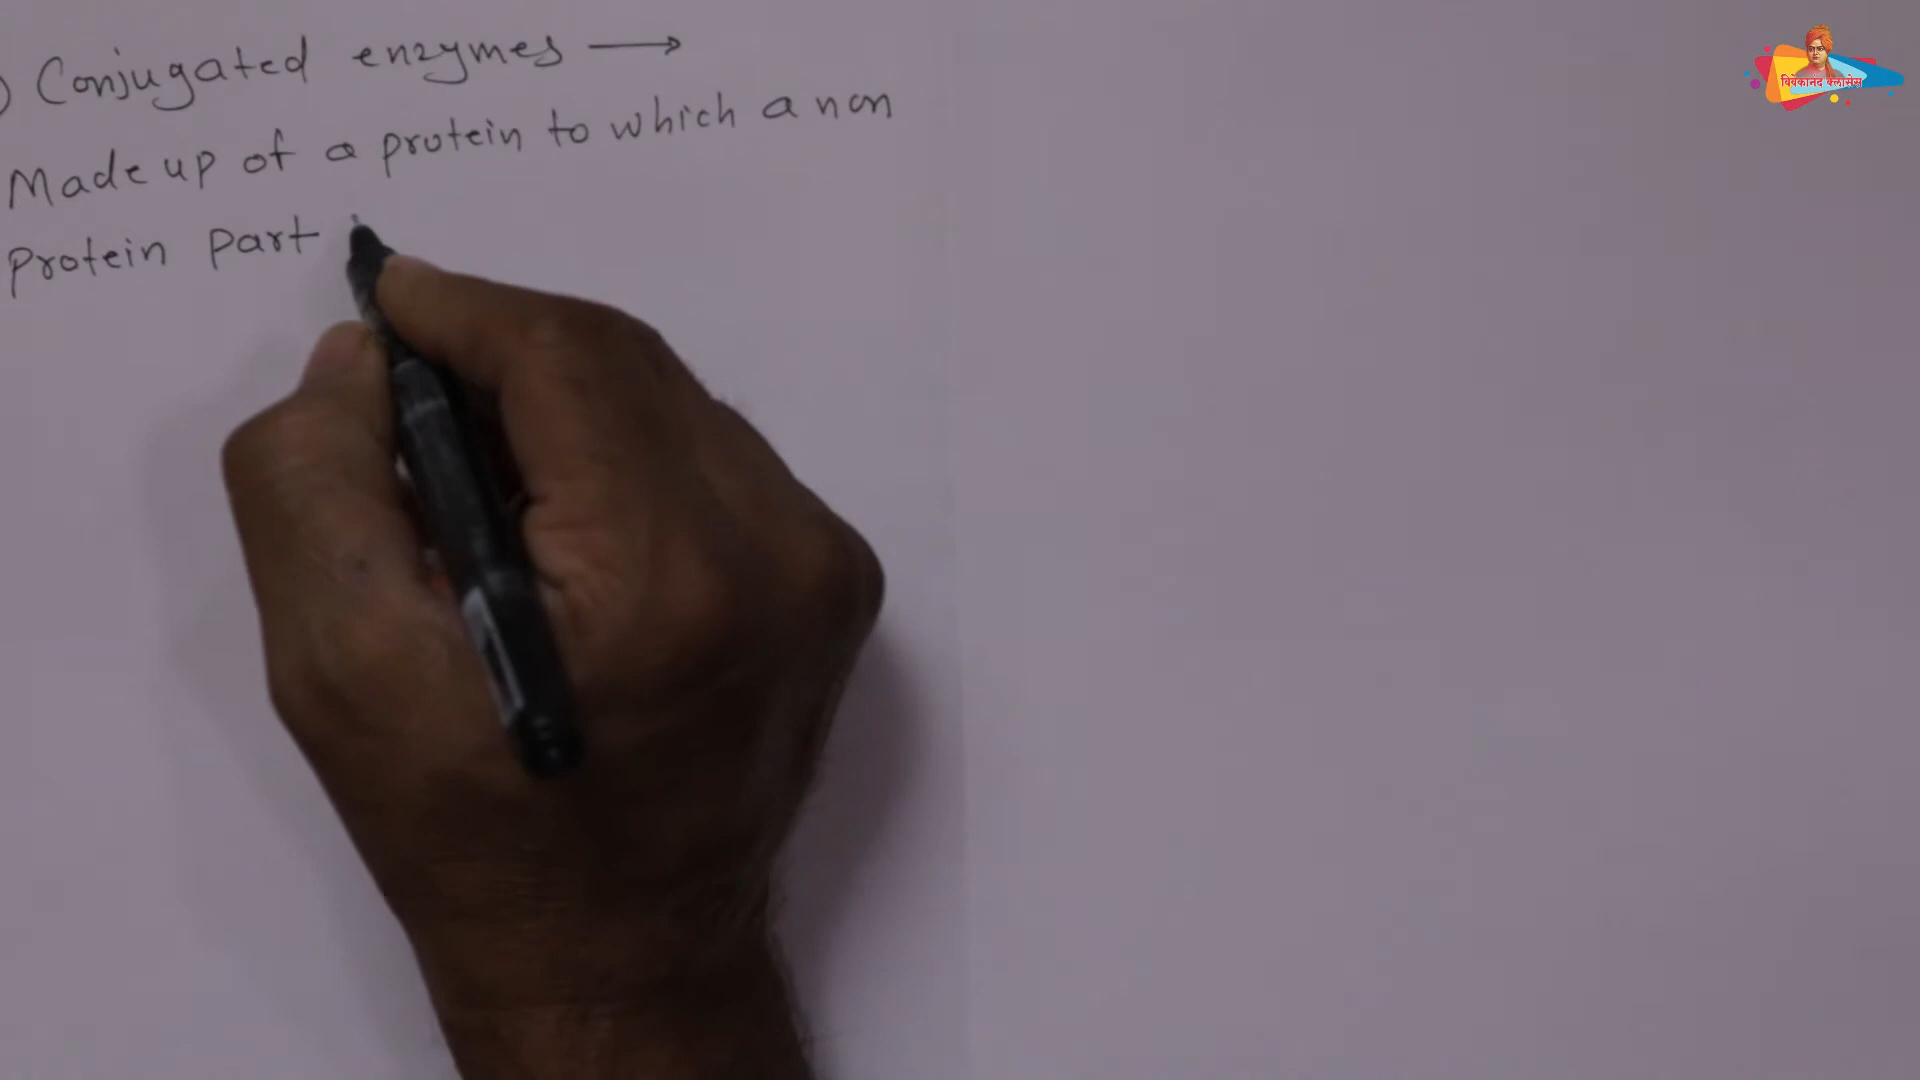 ) Conjugated enzymes →
Made up of a protein to which a non
Protein Part
विवेकानंद क्लासेस